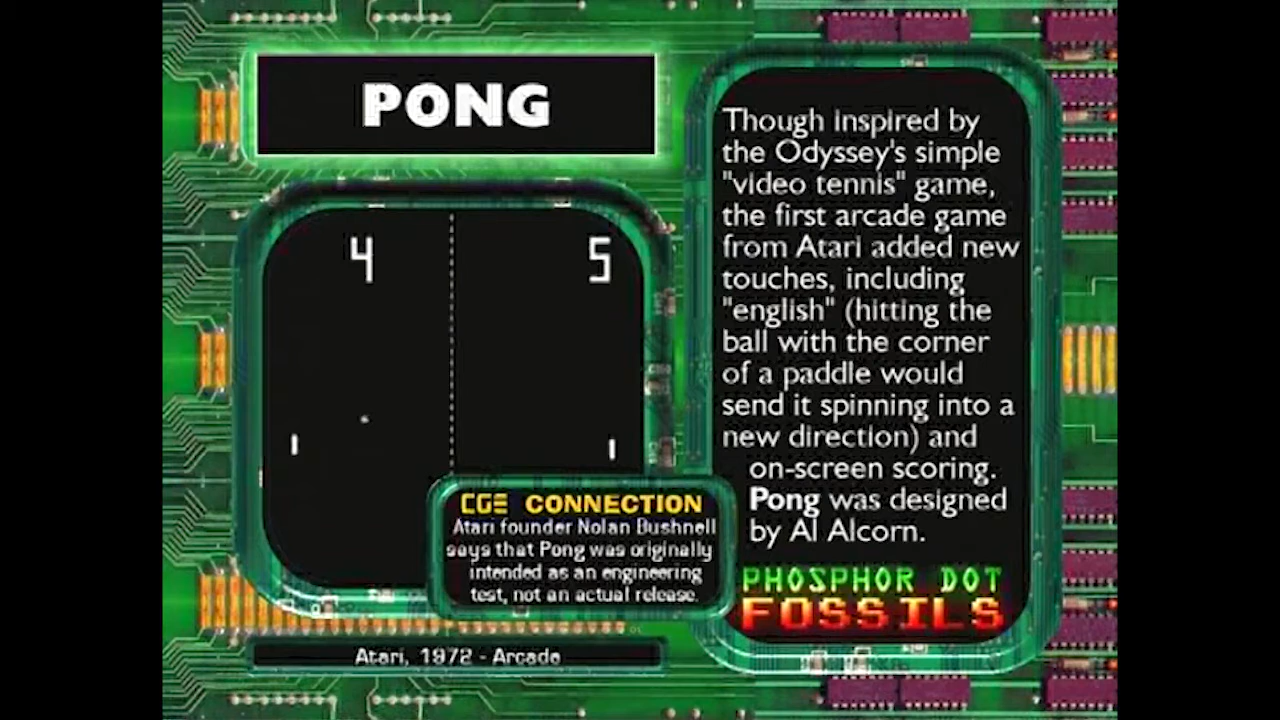 PONG
4 5
Though inspired by
the Odyssey's simple
"video tennis" game,
the first arcade game
from Atari added new
touches, including
"english" (hitting the
ball with the corner
of a paddle would
send it spinning into a
new direction) and
on-screen scoring.
Pong was designed
by Al Alcorn.
CGE CONNECTION
Atari founder Nolan Bushnell
says that Pong was originally
intended as an engineering
test, not an actual release.
PHOSPHOR DOT
FOSSILS
Atari, 1972 - Arcade